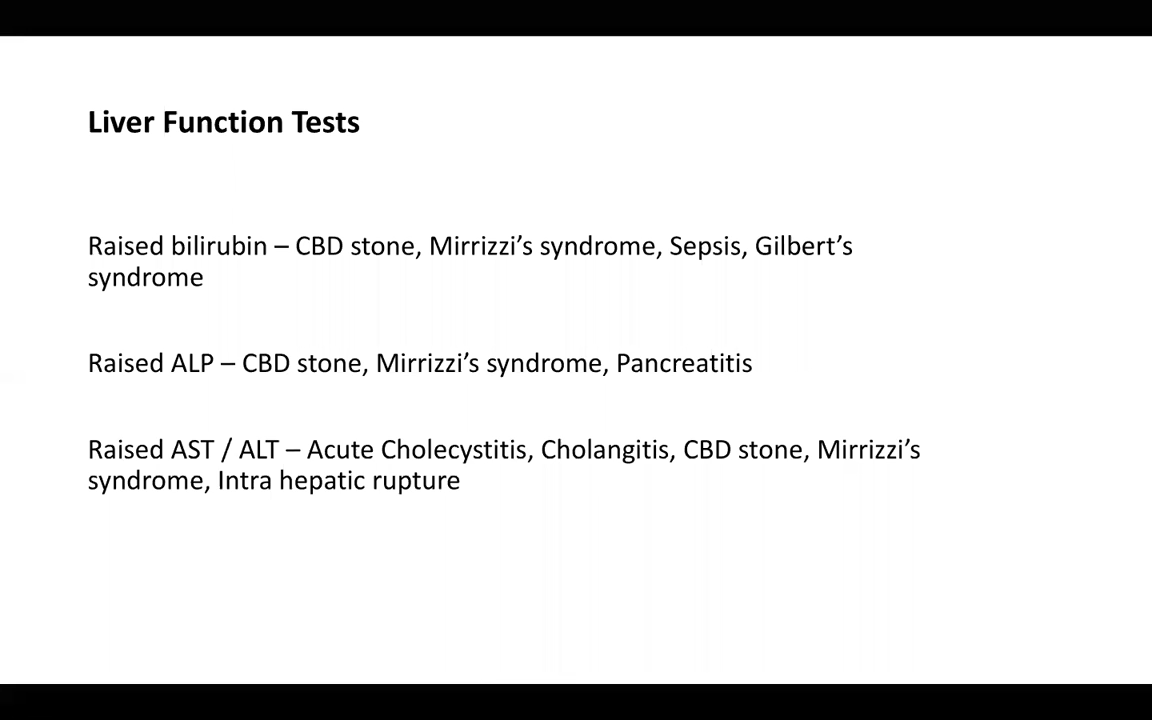 Liver Function Tests
Raised bilirubin – CBD stone, Mirrizzi’s syndrome, Sepsis, Gilbert’s
syndrome
Raised ALP – CBD stone, Mirrizzi’s syndrome, Pancreatitis
Raised AST / ALT – Acute Cholecystitis, Cholangitis, CBD stone, Mirrizzi’s
syndrome, Intra hepatic rupture